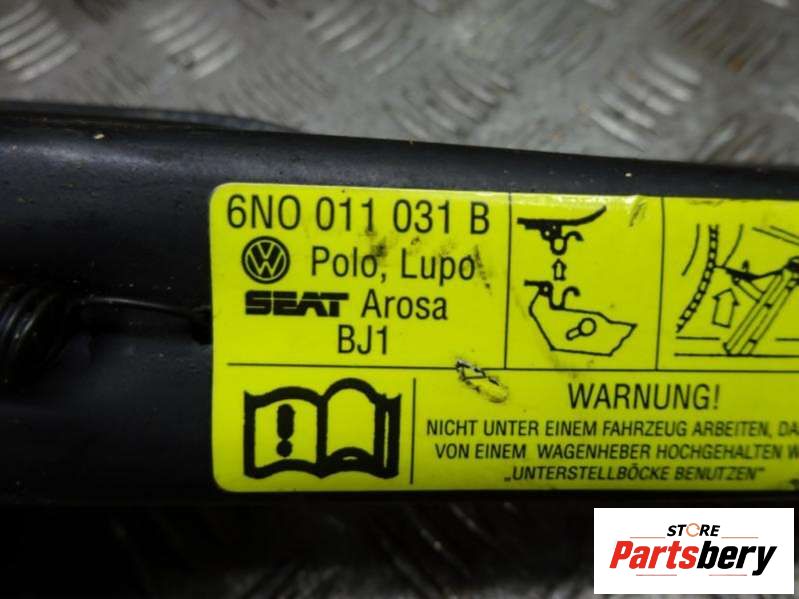 6N0 011 031 B
Polo, Lupo
SEAT Arosa
BJ1
WARNUNG!
NICHT UNTER EINEM FAHRZEUG ARBEITEN,
VON EINEM WAGENHEBER HOCHGEHALTEN
„UNTERSTELLBÖCKE BENUTZEN"
STORE
Partsbery